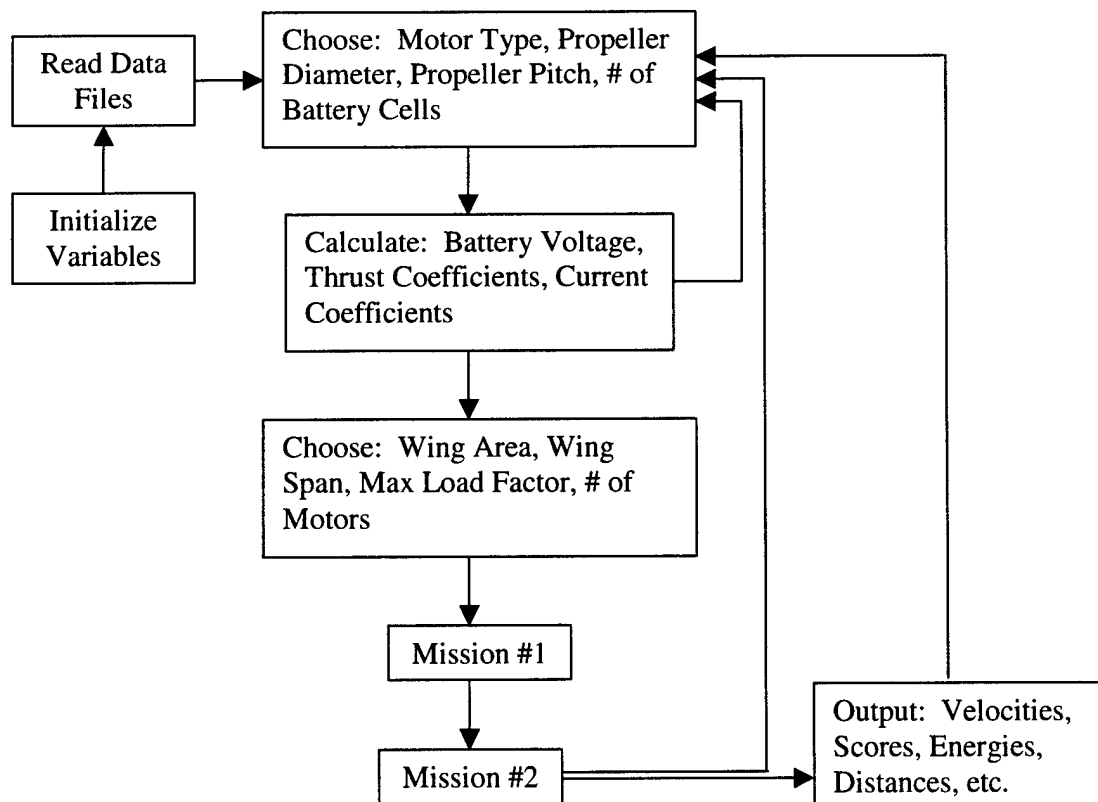 Read Data
Files
Initialize
Variables
Choose: Motor Type, Propeller
Diameter, Propeller Pitch, # of
Battery Cells
Calculate: Battery Voltage,
Thrust Coefficients, Current
Coefficients
Choose: Wing Area, Wing
Span, Max Load Factor, # of
Motors
Mission #1
Mission #2
Output: Velocities,
Scores, Energies,
Distances, etc.